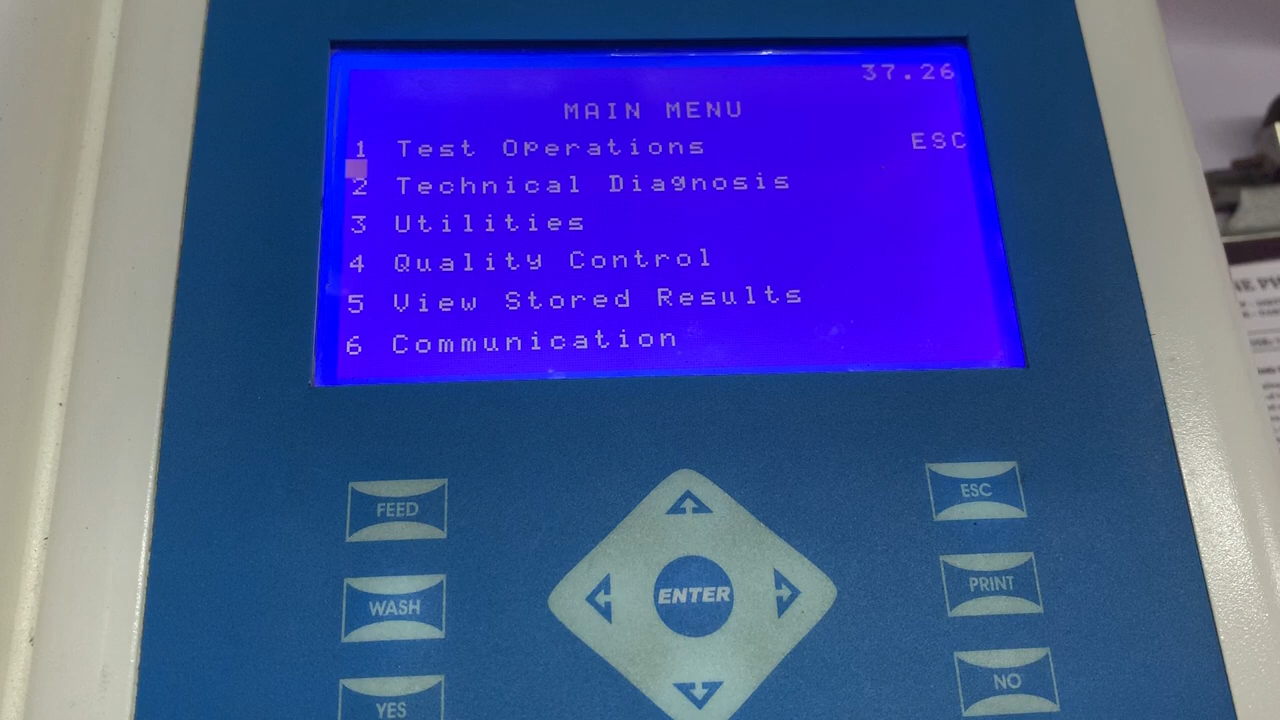 37.26
MAIN MENU
1 Test Operations ESC
2 Technical Diagnosis
3 Utilities
4 Quality Control
5 View Stored Results
6 Communication
FEED
ESC
WASH
ENTER
PRINT
YES
NO